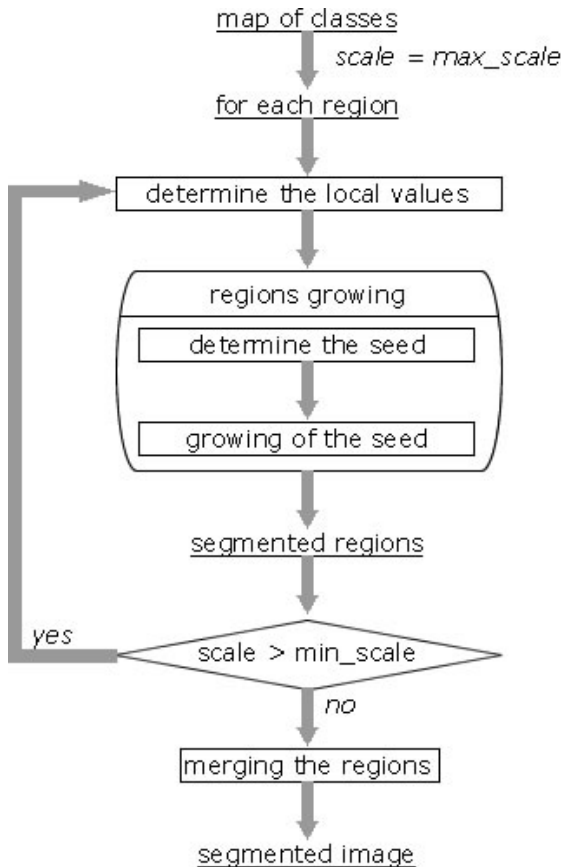 map of classes
scale = max_scale
for each region
determine the local values
regions growing
determine the seed
growing of the seed
segmented regions
yes
scale > min_scale
no
merging the regions
segmented image